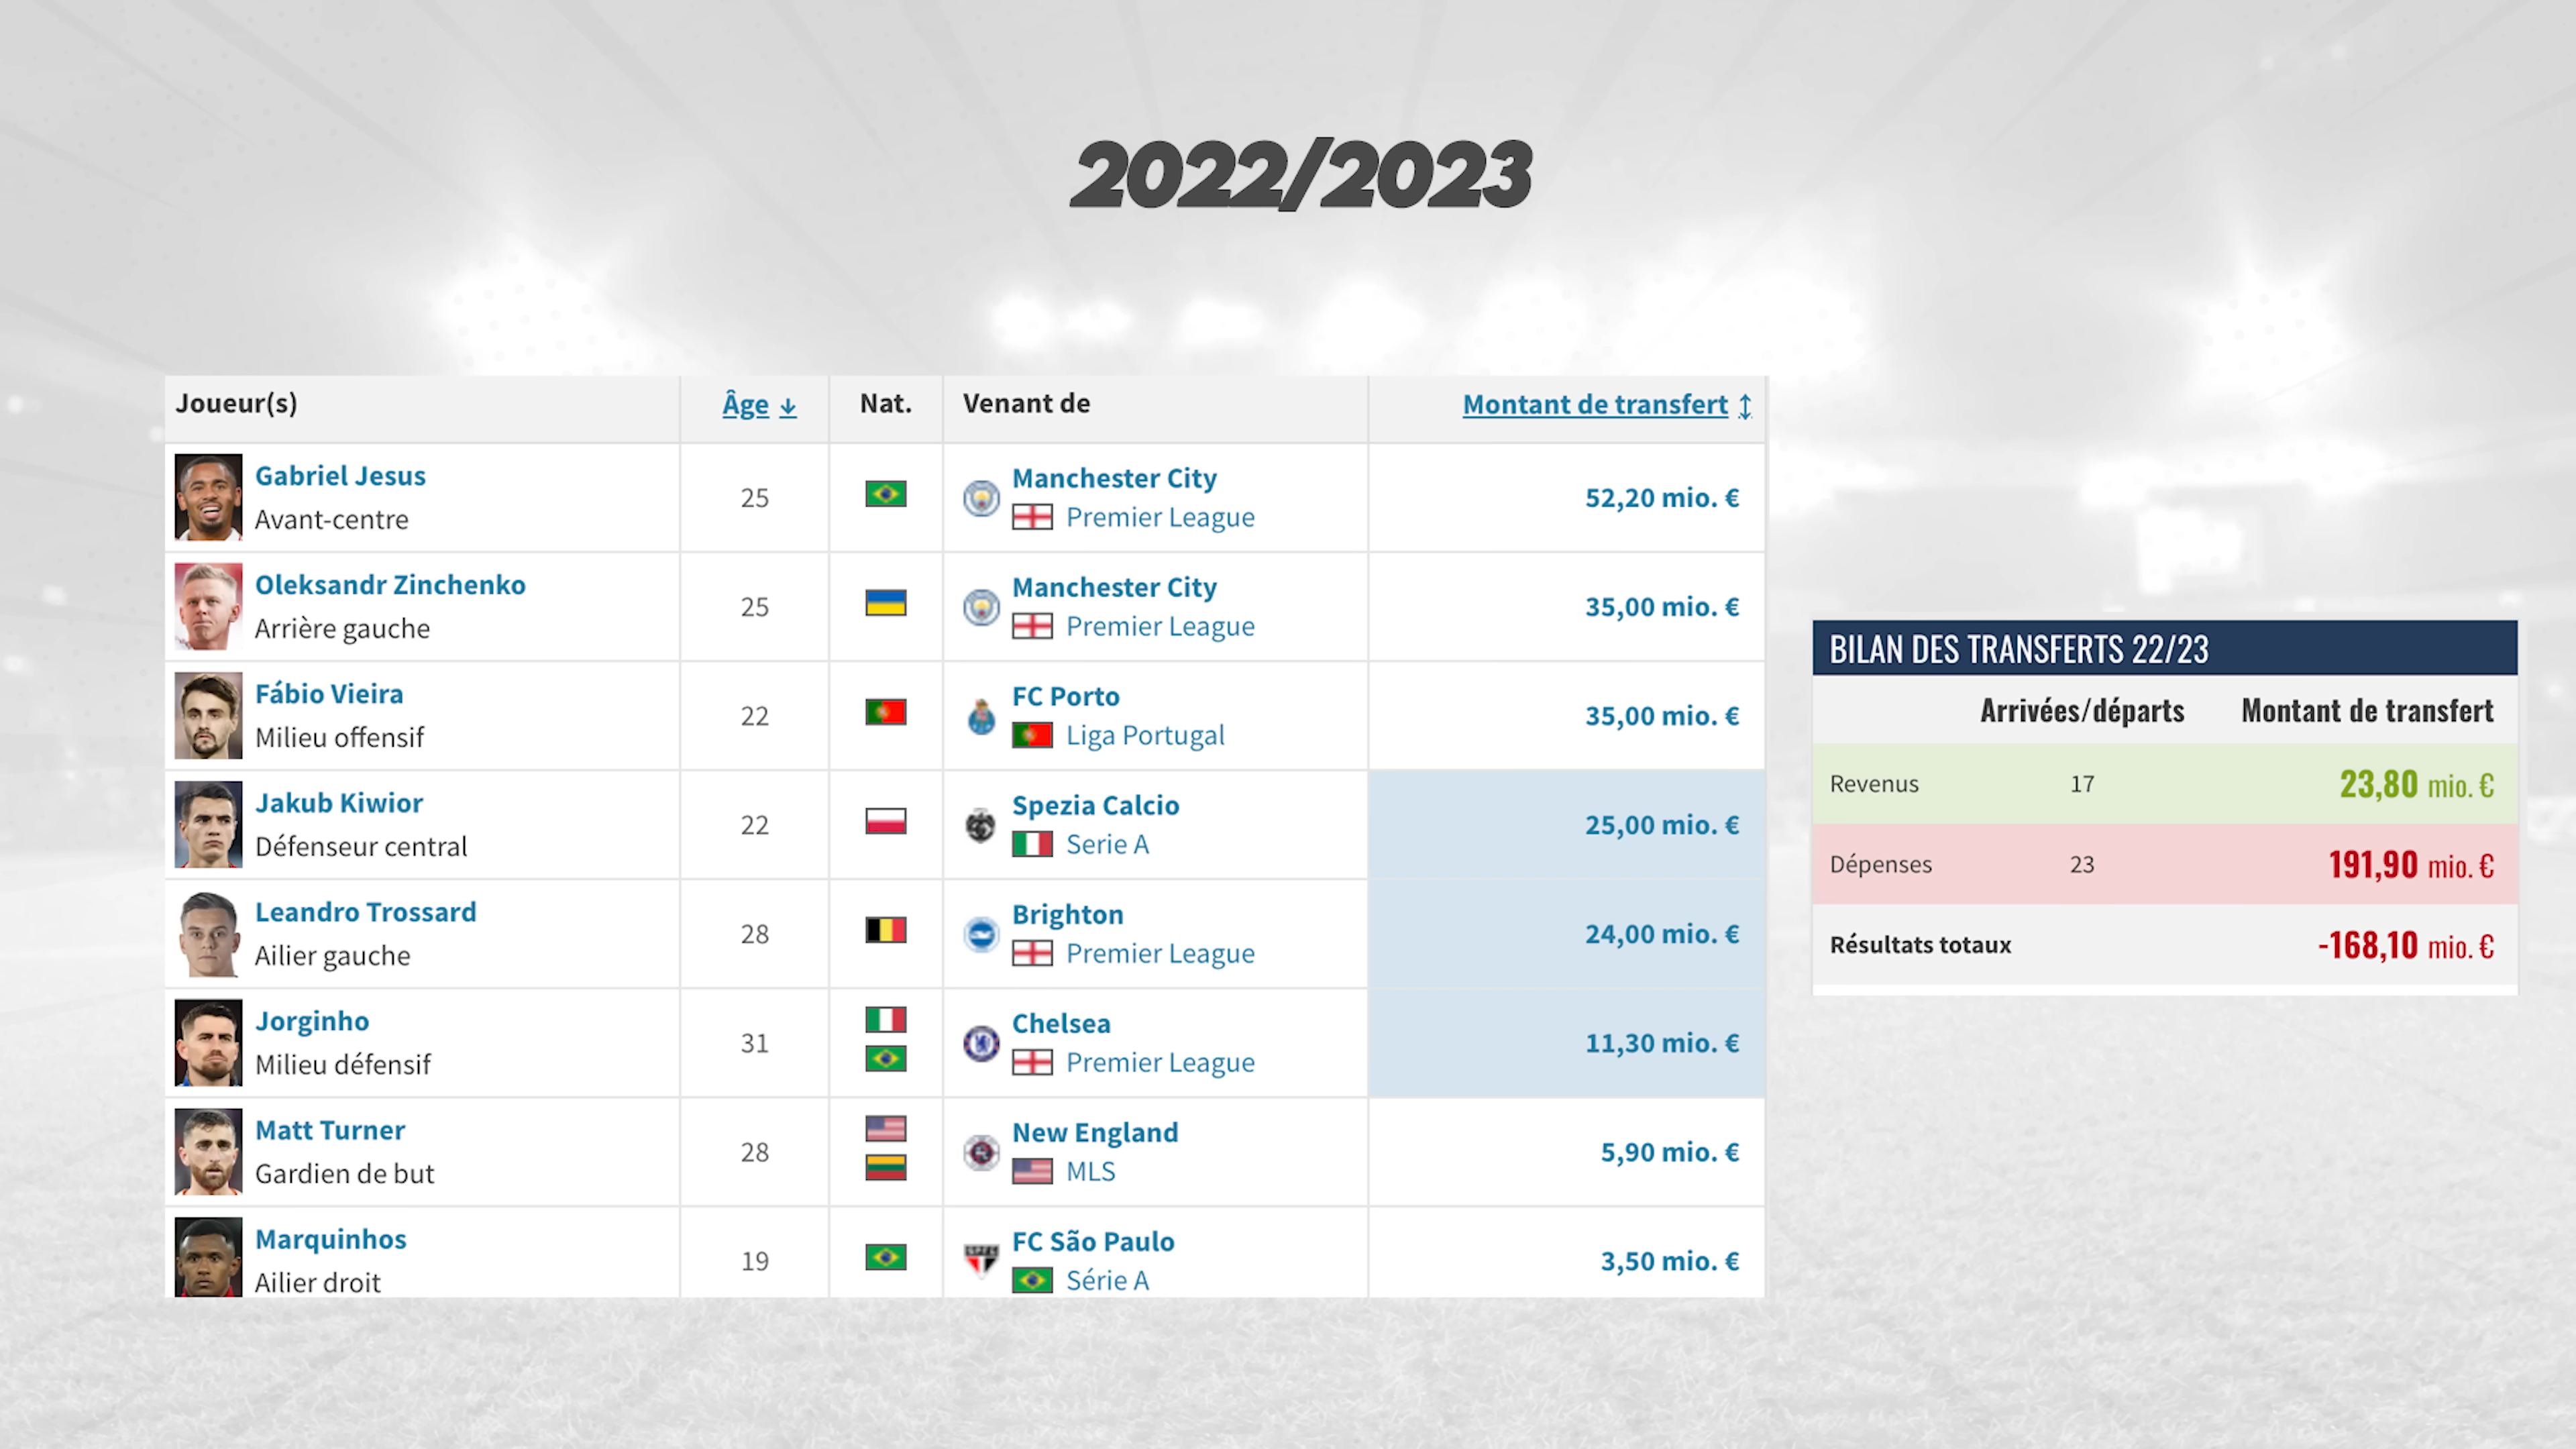 2022/2023
Joueur(s) Âge ↓ Nat. Venant de Montant de transfert ↕
Gabriel Jesus
Avant-centre
25
Manchester City
Premier League
52,20 mio. €
Oleksandr Zinchenko
Arrière gauche
25
Manchester City
Premier League
35,00 mio. €
Fábio Vieira
Milieu offensif
22
FC Porto
Liga Portugal
35,00 mio. €
Jakub Kiwior
Défenseur central
22
Spezia Calcio
Serie A
25,00 mio. €
Leandro Trossard
Ailier gauche
28
Brighton
Premier League
24,00 mio. €
Jorginho
Milieu défensif
31
Chelsea
Premier League
11,30 mio. €
Matt Turner
Gardien de but
28
New England
MLS
5,90 mio. €
Marquinhos
Ailier droit
19
FC São Paulo
Série A
3,50 mio. €
BILAN DES TRANSFERTS 22/23
Arrivées/départs Montant de transfert
Revenus 17 23,80 mio. €
Dépenses 23 191,90 mio. €
Résultats totaux -168,10 mio. €